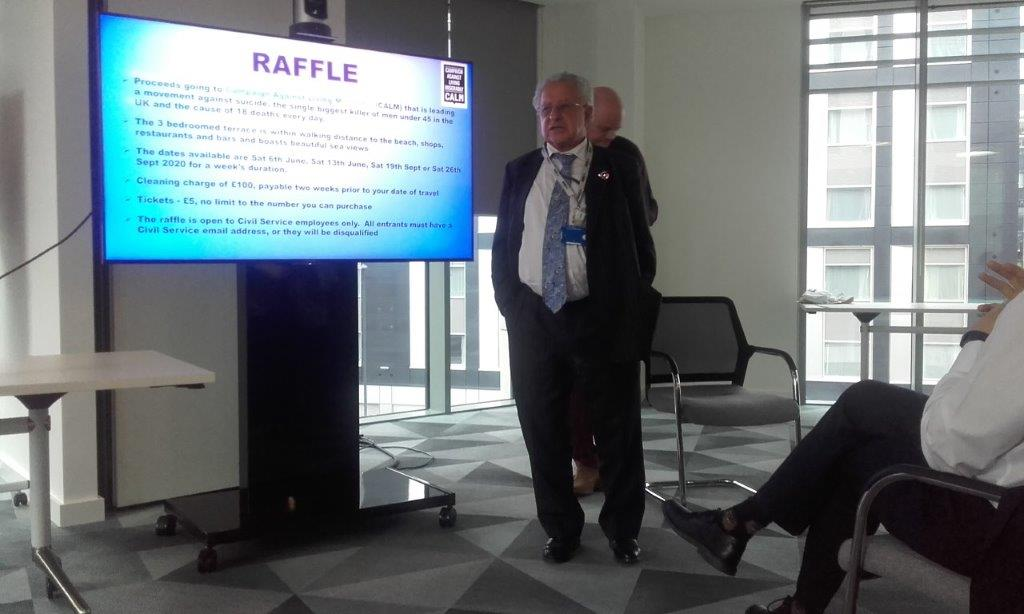 RAFFLE
CAMPAIGN
AGAINST
LIVING
MISERABLY
CALM
Proceeds going to Campaign Against Living M (CALM) that is leading
a movement against suicide, the single biggest killer of men under 45 in the
UK and the cause of 18 deaths every day.
The 3 bedroomed terrace is within walking distance to the beach, shops,
restaurants and bars and boasts beautiful sea views
The dates available are Sat 6th June, Sat 13th June, Sat 19th Sept or Sat 26th
Sept 2020 for a week's duration.
Cleaning charge of £100, payable two weeks prior to your date of travel
Tickets - £5, no limit to the number you can purchase
The raffle is open to Civil Service employees only. All entrants must have a
Civil Service email address, or they will be disqualified